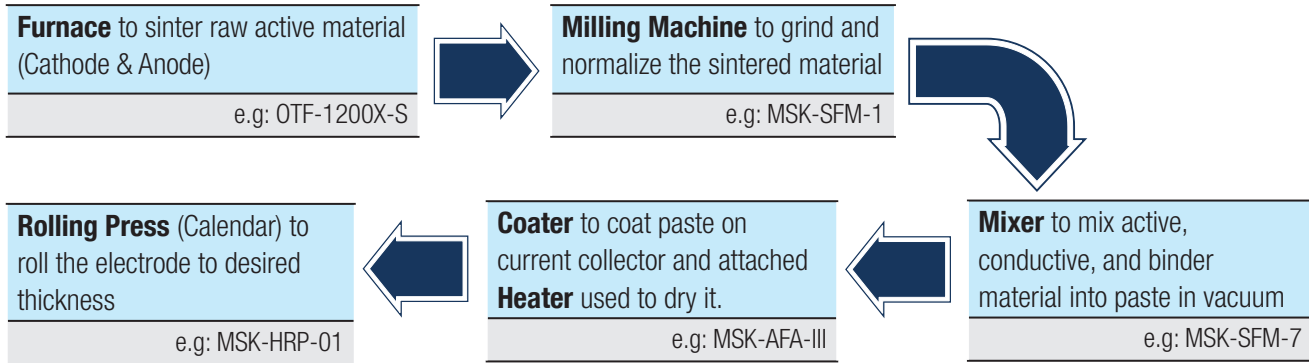 Furnace to sinter raw active material
(Cathode & Anode)
e.g: OTF-1200X-S
Milling Machine to grind and
normalize the sintered material
e.g: MSK-SFM-1
Mixer to mix active,
conductive, and binder
material into paste in vacuum
e.g: MSK-SFM-7
Coater to coat paste on
current collector and attached
Heater used to dry it.
e.g: MSK-AFA-III
Rolling Press (Calendar) to
roll the electrode to desired
thickness
e.g: MSK-HRP-01